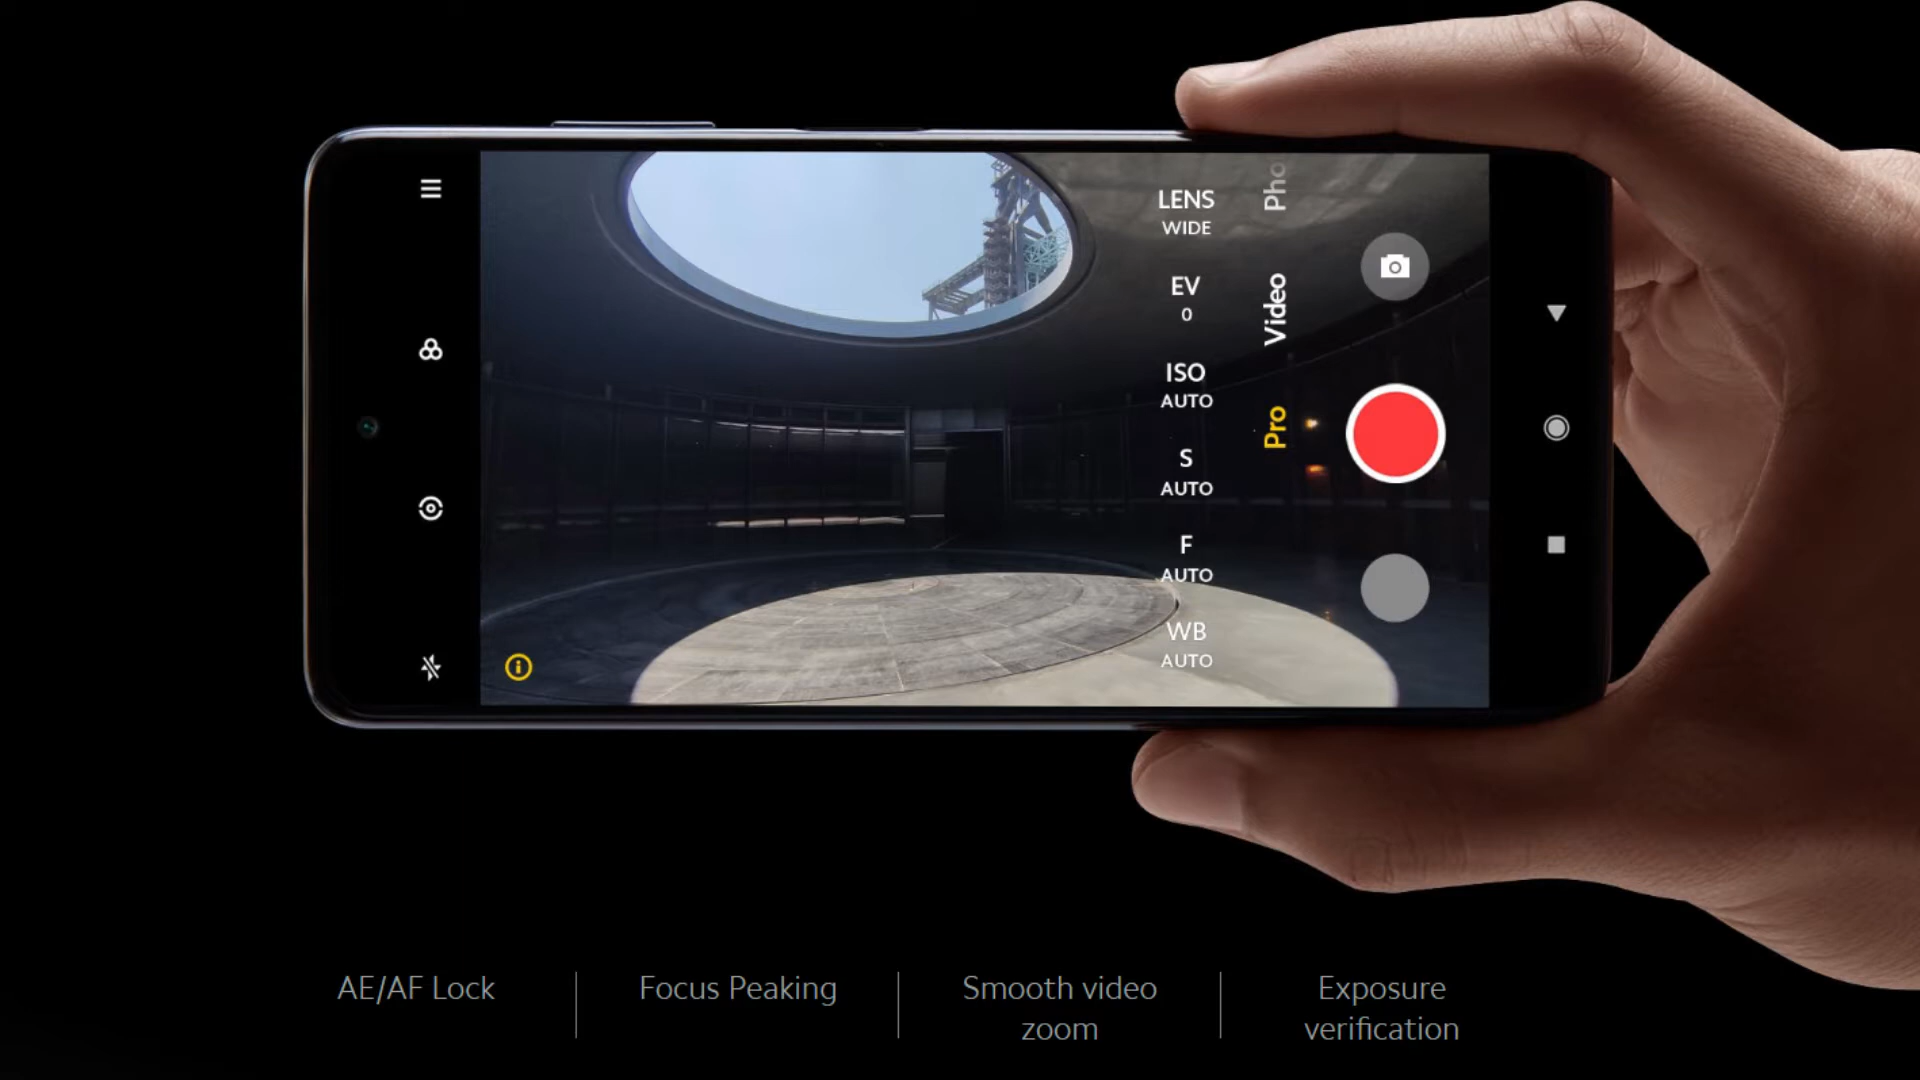 LENS
WIDE
EV
0
ISO
AUTO
S
AUTO
F
AUTO
WB
AUTO
Pho
Video
Pro
AE/AF Lock
Focus Peaking
Smooth video
zoom
Exposure
verification